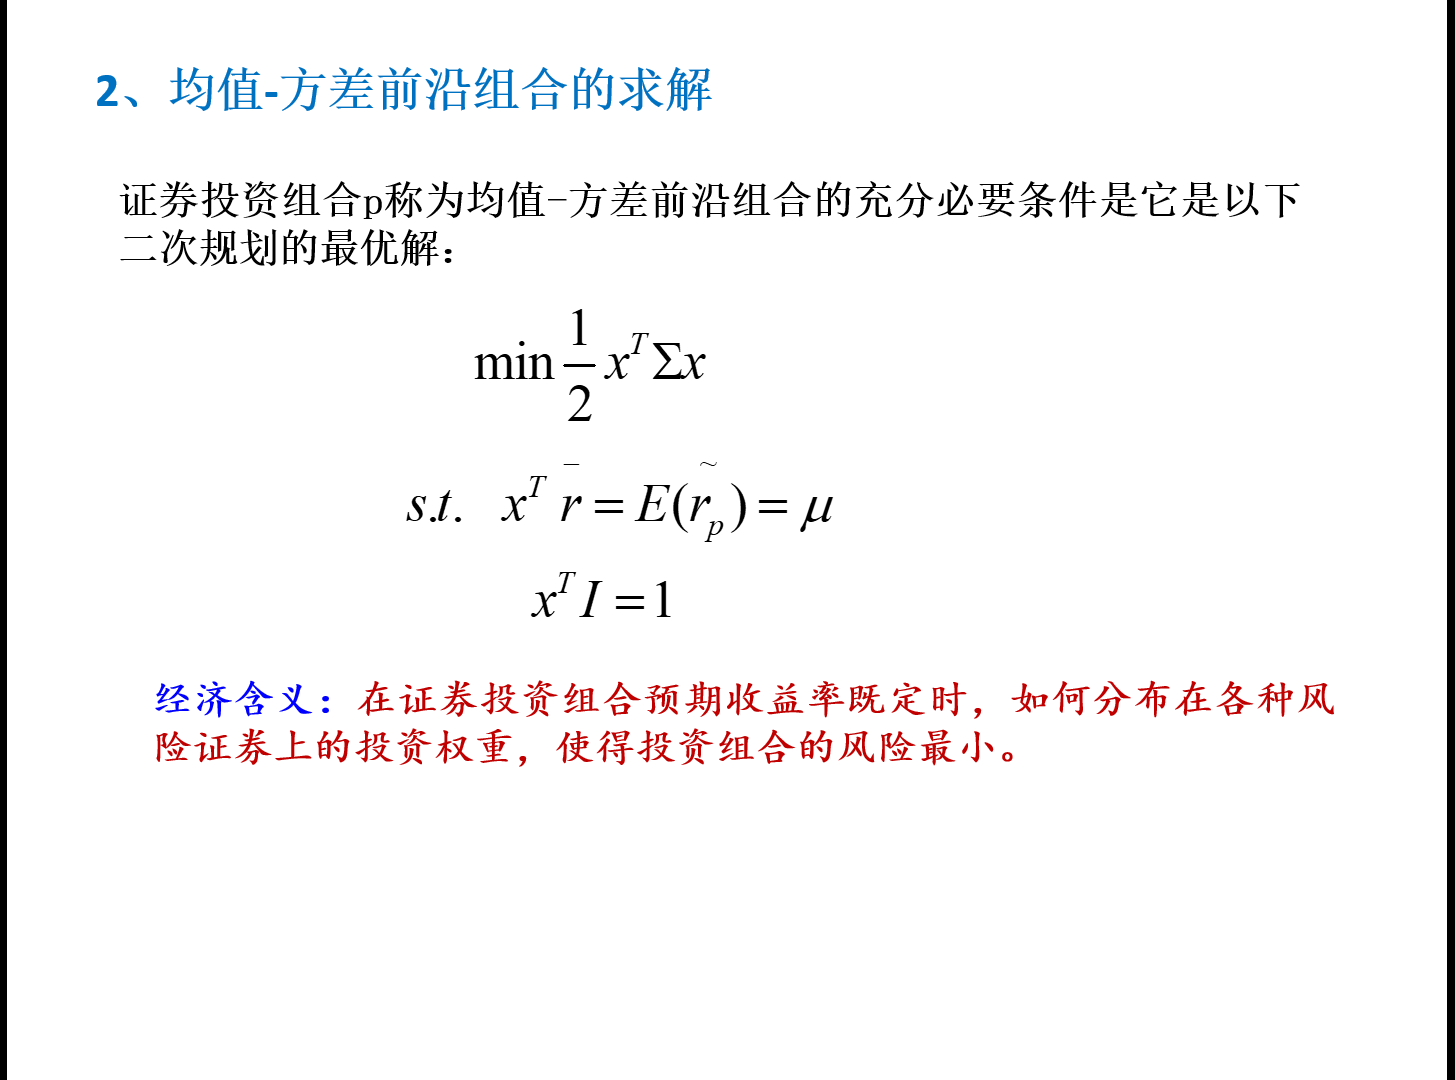 2、均值-方差前沿组合的求解
证券投资组合p称为均值-方差前沿组合的充分必要条件是它是以下
二次规划的最优解：
$\min \frac{1}{2} x^T \Sigma x$
$s.t. \quad x^T \bar{r} = E(\tilde{r}_p) = \mu$
$x^T I = 1$
经济含义：在证券投资组合预期收益率既定时，如何分布在各种风
险证券上的投资权重，使得投资组合的风险最小。